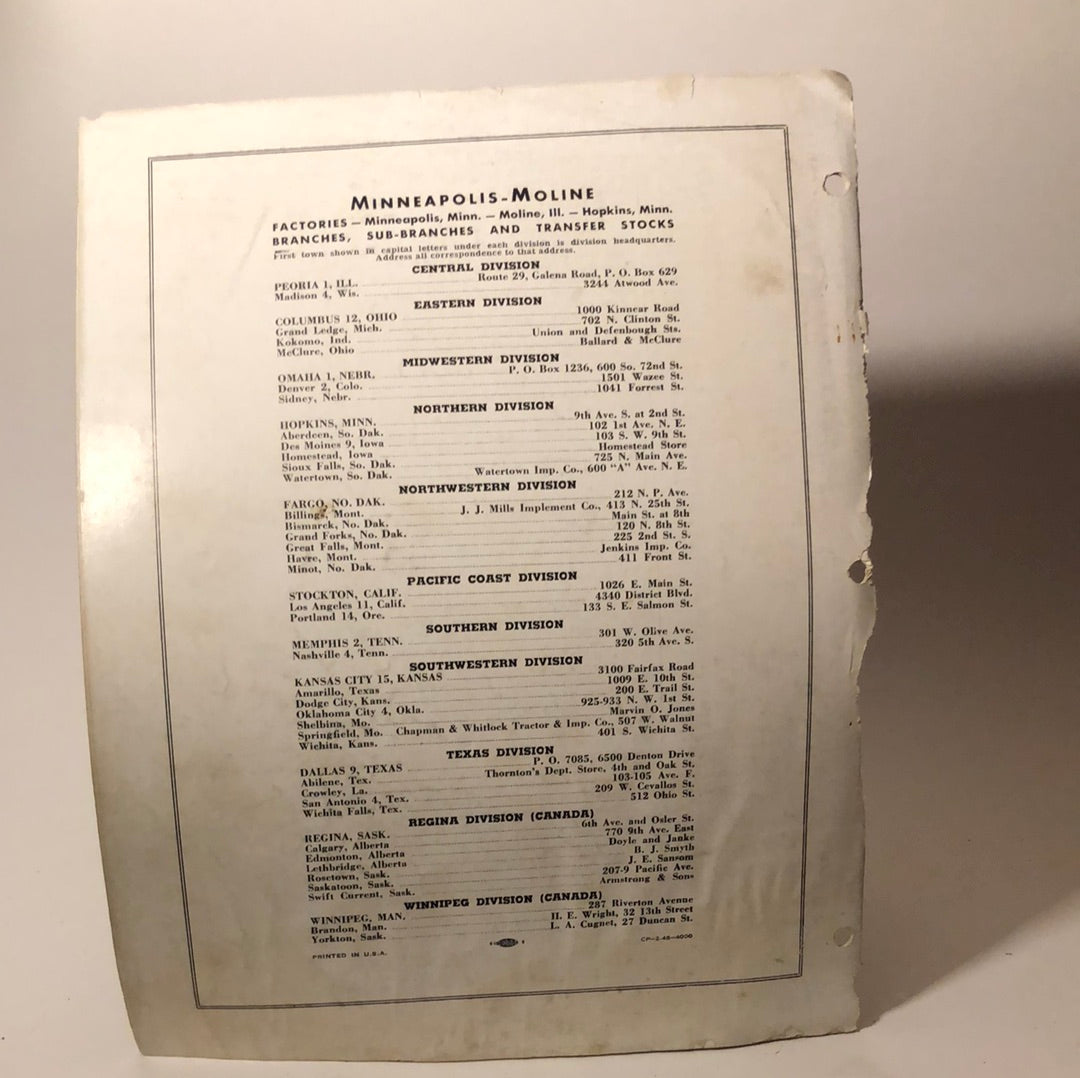 MINNEAPOLIS-MOLINE
FACTORIES — Minneapolis, Minn. — Moline, Ill. — Hopkins, Minn.
BRANCHES, SUB-BRANCHES AND TRANSFER STOCKS
First town shown in capital letters under each division is division headquarters.
Address all correspondence to that address.
CENTRAL DIVISION
PEORIA 1, ILL. Route 29, Galena Road, P. O. Box 629
Madison 4, Wis. 3244 Atwood Ave.
EASTERN DIVISION
COLUMBUS 12, OHIO 1000 Kinnear Road
Grand Ledge, Mich. 702 N. Clinton St.
Kokomo, Ind. Union and Defenbough Sts.
McClure, Ohio Ballard & McClure
MIDWESTERN DIVISION
OMAHA 1, NEBR. P. O. Box 1236, 600 So. 72nd St.
Denver 2, Colo. 1501 Wazee St.
Sidney, Nebr. 1041 Forrest St.
NORTHERN DIVISION
HOPKINS, MINN. 9th Ave. S. at 2nd St.
Aberdeen, So. Dak. 102 1st Ave. N. E.
Des Moines 9, Iowa 103 S. W. 9th St.
Homestead, Iowa Homestead Store
Sioux Falls, So. Dak. 725 N. Main Ave.
Watertown, So. Dak. Watertown Imp. Co., 600 "A" Ave. N. E.
NORTHWESTERN DIVISION
FARGO, NO. DAK. 212 N. P. Ave.
Billings, Mont. J. J. Mills Implement Co., 413 N. 25th St.
Bismarck, No. Dak. Main St. at 8th
Grand Forks, No. Dak. 120 N. 8th St.
Great Falls, Mont. 225 2nd St. S.
Havre, Mont. Jenkins Imp. Co.
Minot, No. Dak. 411 Front St.
PACIFIC COAST DIVISION
STOCKTON, CALIF. 1026 E. Main St.
Los Angeles 11, Calif. 4340 District Blvd.
Portland 14, Ore. 133 S. E. Salmon St.
SOUTHERN DIVISION
MEMPHIS 2, TENN. 301 W. Olive Ave.
Nashville 4, Tenn. 320 5th Ave. S.
SOUTHWESTERN DIVISION
KANSAS CITY 15, KANSAS 3100 Fairfax Road
Amarillo, Texas 1009 E. 10th St.
Dodge City, Kans. 200 E. Trail St.
Oklahoma City 4, Okla. 925-933 N. W. 1st St.
Shelbina, Mo. Marvin O. Jones
Springfield, Mo. Chapman & Whitlock Tractor & Imp. Co., 507 W. Walnut
Wichita, Kans. 401 S. Wichita St.
TEXAS DIVISION
DALLAS 9, TEXAS P. O. 7085, 6500 Denton Drive
Abilene, Tex. Thornton's Dept. Store, 4th and Oak St.
Crowley, La. 103-105 Ave. F.
San Antonio 4, Tex. 209 W. Cevallos St.
Wichita Falls, Tex. 512 Ohio St.
REGINA DIVISION (CANADA)
REGINA, SASK. 6th Ave. and Osler St.
Calgary, Alberta 770 9th Ave. East
Edmonton, Alberta Doyle and Janke
Lethbridge, Alberta B. J. Smyth
Rosetown, Sask. J. E. Sansom
Saskatoon, Sask. 207-9 Pacific Ave.
Swift Current, Sask. Armstrong & Sons
WINNIPEG DIVISION (CANADA)
WINNIPEG, MAN. 287 Riverton Avenue
Brandon, Man. H. E. Wright, 32 13th Street
Yorkton, Sask. L. A. Cugnet, 27 Duncan St.
PRINTED IN U.S.A. CP—2-48—4000